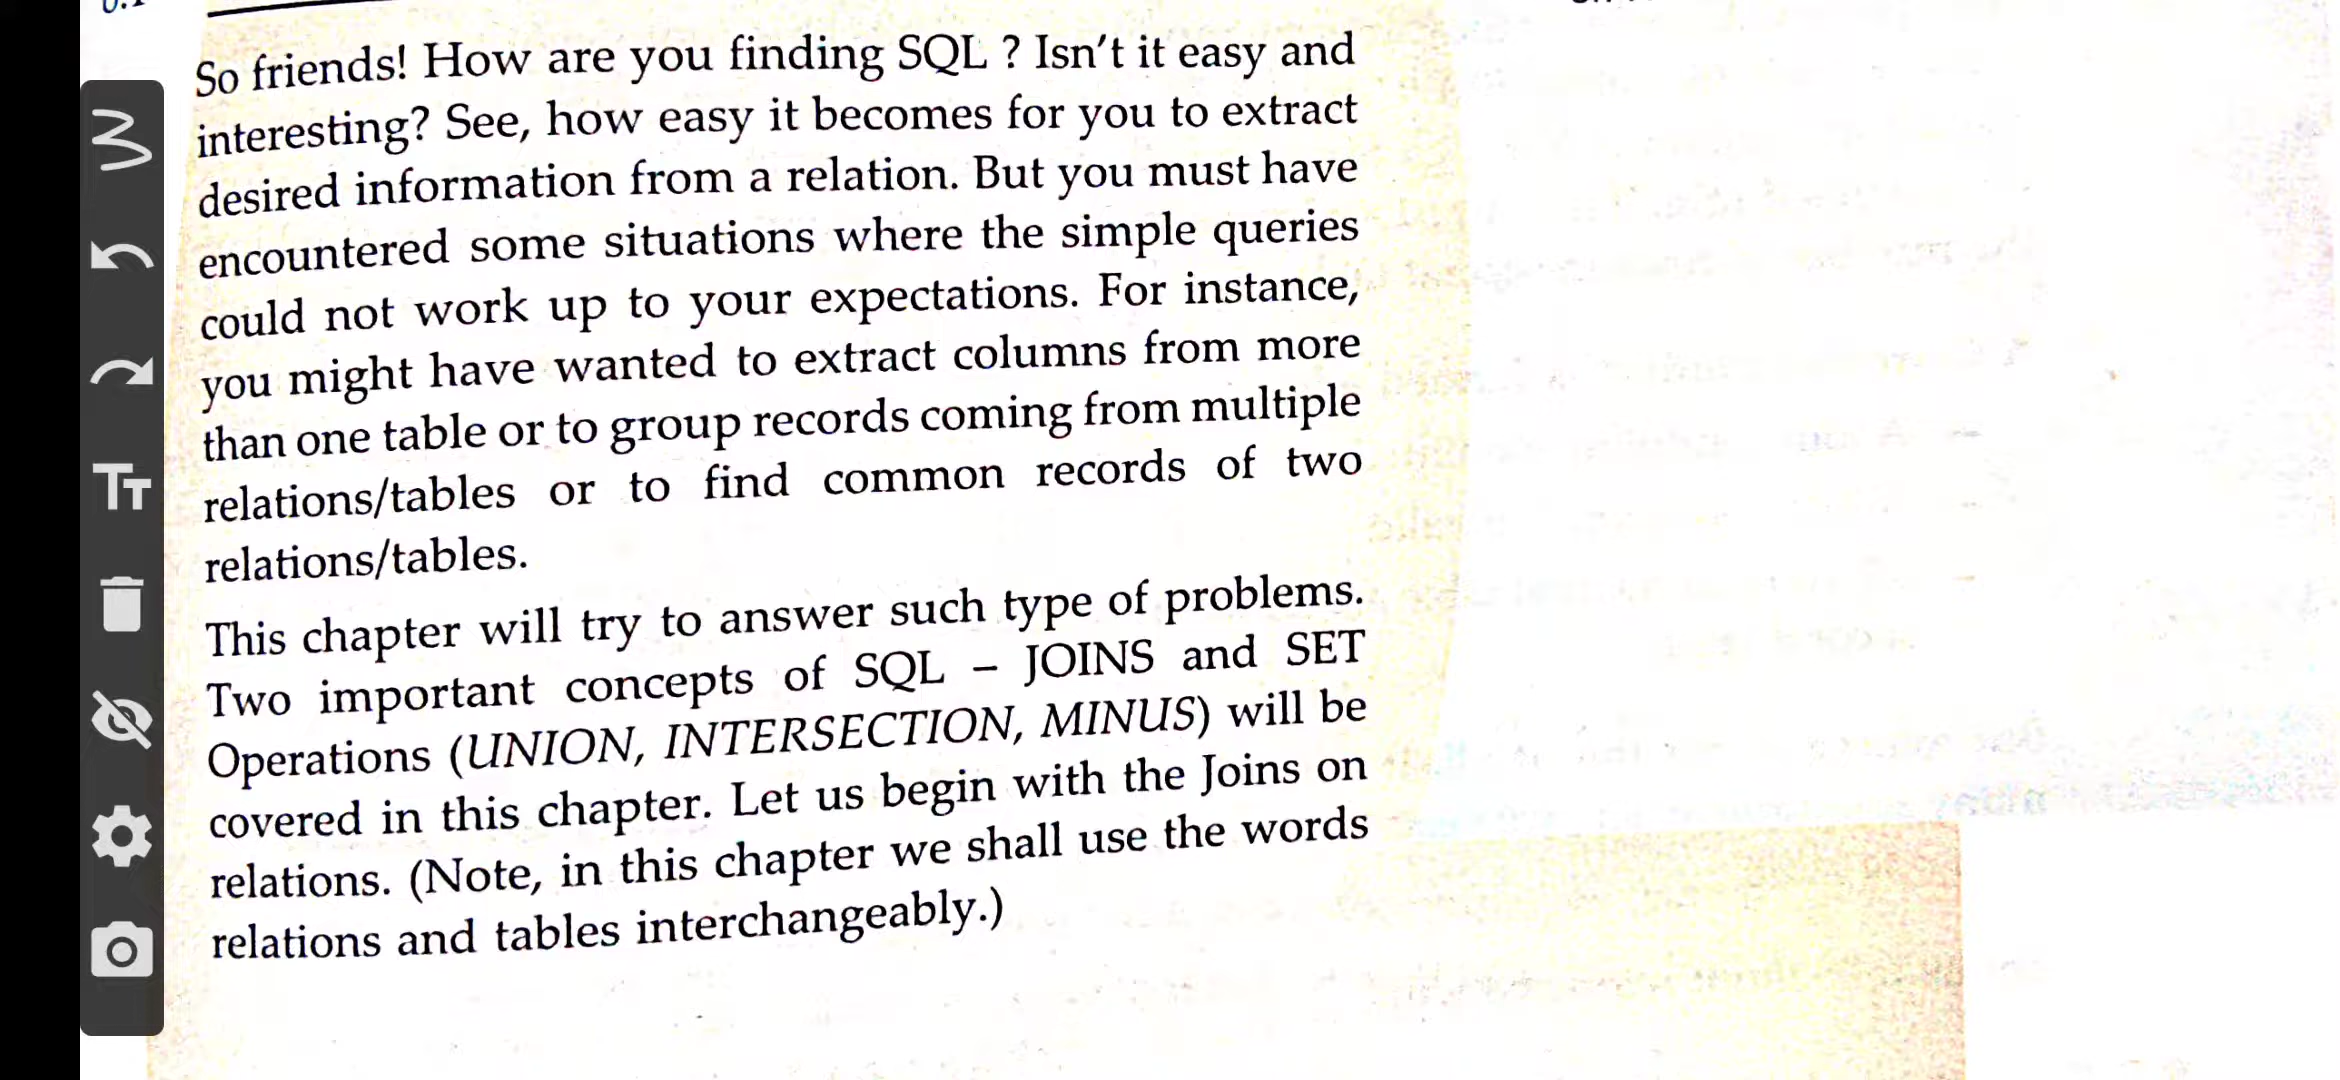 So friends! How are you finding SQL ? Isn't it easy and
interesting? See, how easy it becomes for you to extract
desired information from a relation. But you must have
encountered some situations where the simple queries
could not work up to your expectations. For instance,
you might have wanted to extract columns from more
than one table or to group records coming from multiple
relations/tables or to find common records of two
relations/tables.
This chapter will try to answer such type of problems.
Two important concepts of SQL – JOINS and SET
Operations (UNION, INTERSECTION, MINUS) will be
covered in this chapter. Let us begin with the Joins on
relations. (Note, in this chapter we shall use the words
relations and tables interchangeably.)